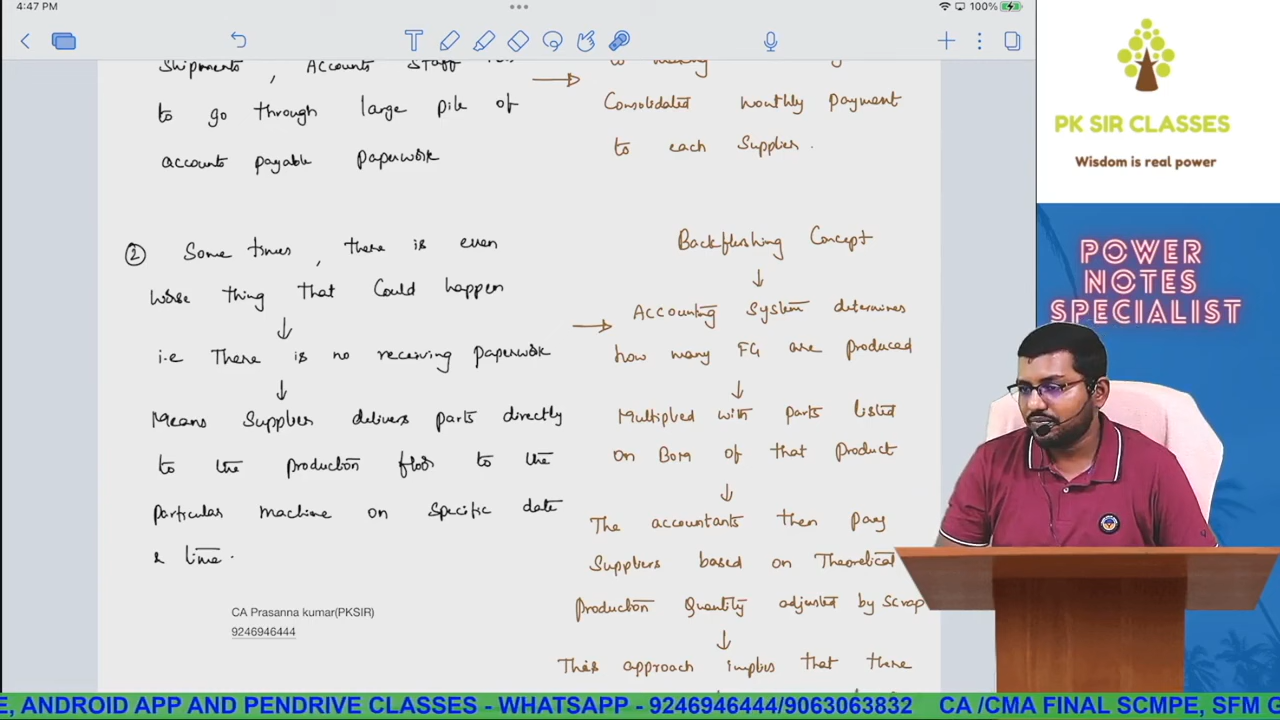 4:47 PM
100%
Shipments, Accounts Staff
to go through large pile of
accounts payable Paperwork
Consolidated monthly payment
to each Supplier.
② Some times, there is even
worse thing that Could happen
i.e There is no receiving Paperwork
Means Supplier delivers parts directly
to the production floor to the
Particular machine on Specific date
& time.
Backflushing Concept
Accounting System determines
how many FG are produced
Multiplied with parts listed
on Bom of that Product
The accountants then pay
Suppliers based on Theoretical
production Quantity adjusted by Scrap
This approach implies that there
CA Prasanna kumar(PKSIR)
9246946444
PK SIR CLASSES
Wisdom is real power
POWER
NOTES
SPECIALIST
E, ANDROID APP AND PENDRIVE CLASSES - WHATSAPP - 9246946444/9063063832 CA /CMA FINAL SCMPE, SFM